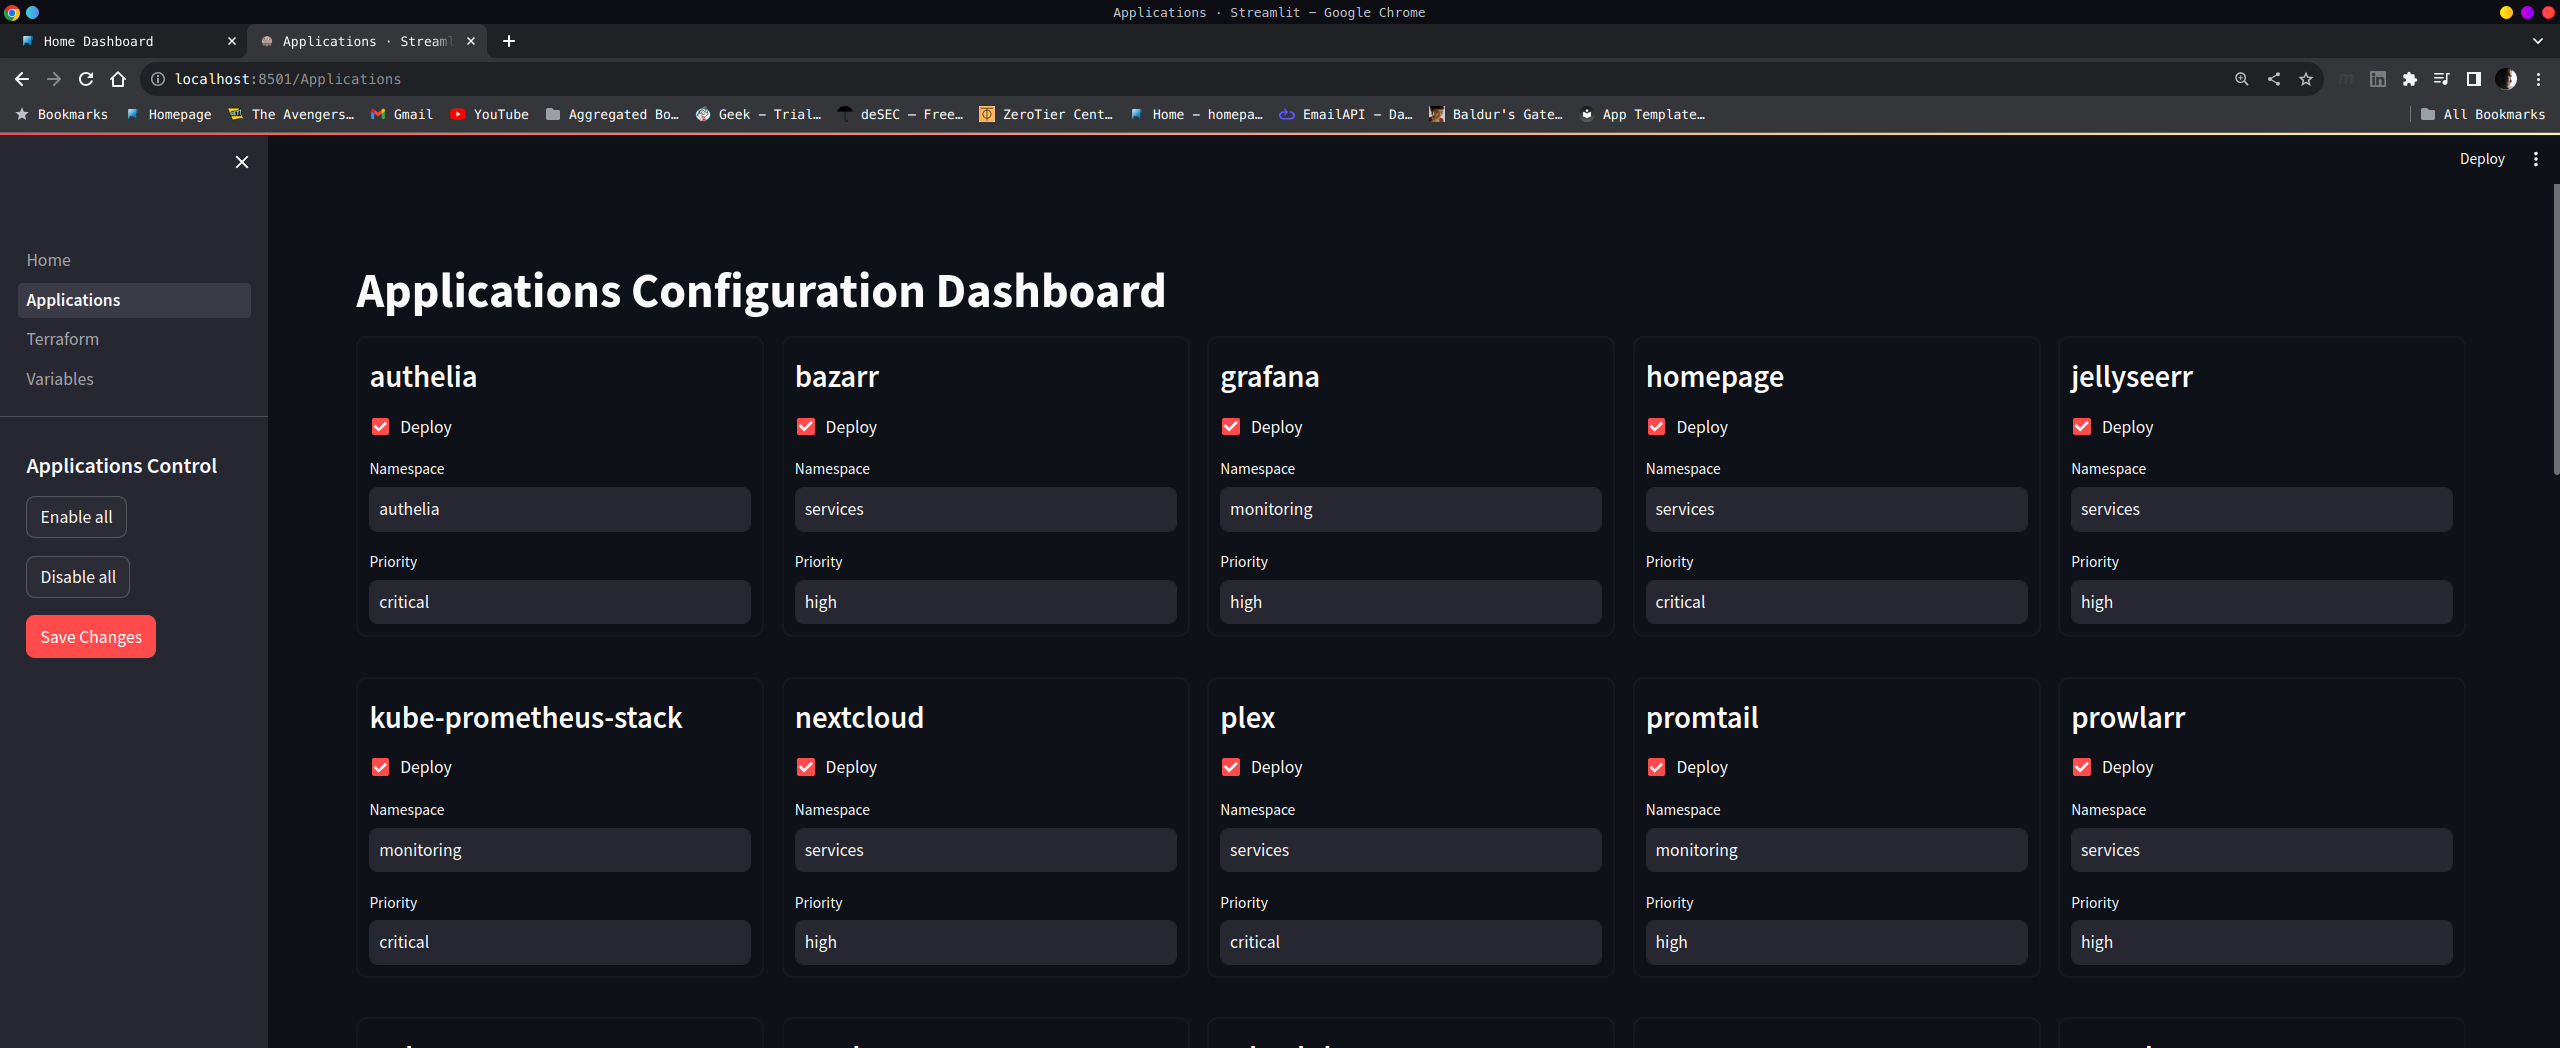 Applications · Streamlit – Google Chrome
Home Dashboard
Applications · Stream
localhost:8501/Applications
Bookmarks Homepage The Avengers… Gmail YouTube Aggregated Bo… Geek – Trial… deSEC – Free… ZeroTier Cent… Home – homepa… EmailAPI – Da… Baldur's Gate… App Template… All Bookmarks
Deploy
Home
Applications
Terraform
Variables
Applications Control
Enable all
Disable all
Save Changes
Applications Configuration Dashboard
authelia
Deploy
Namespace
authelia
Priority
critical
bazarr
Deploy
Namespace
services
Priority
high
grafana
Deploy
Namespace
monitoring
Priority
high
homepage
Deploy
Namespace
services
Priority
critical
jellyseerr
Deploy
Namespace
services
Priority
high
kube-prometheus-stack
Deploy
Namespace
monitoring
Priority
critical
nextcloud
Deploy
Namespace
services
Priority
high
plex
Deploy
Namespace
services
Priority
critical
promtail
Deploy
Namespace
monitoring
Priority
high
prowlarr
Deploy
Namespace
services
Priority
high